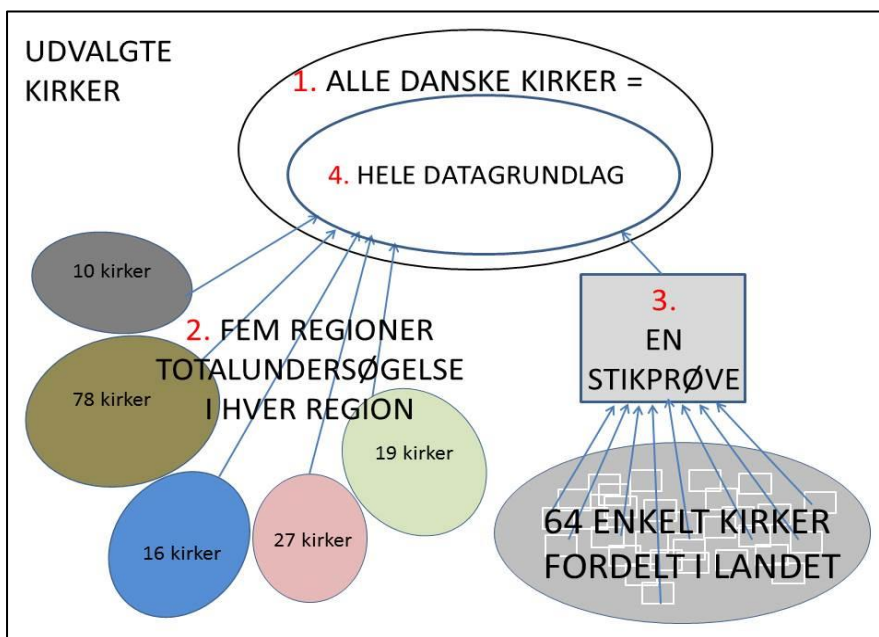 UDVALGTE
KIRKER
1. ALLE DANSKE KIRKER =
4. HELE DATAGRUNDLAG
10 kirker
2. FEM REGIONER
TOTALUNDERSØGELSE
I HVER REGION
78 kirker
19 kirker
16 kirker
27 kirker
3.
EN
STIKPRØVE
64 ENKELT KIRKER
FORDELT I LANDET